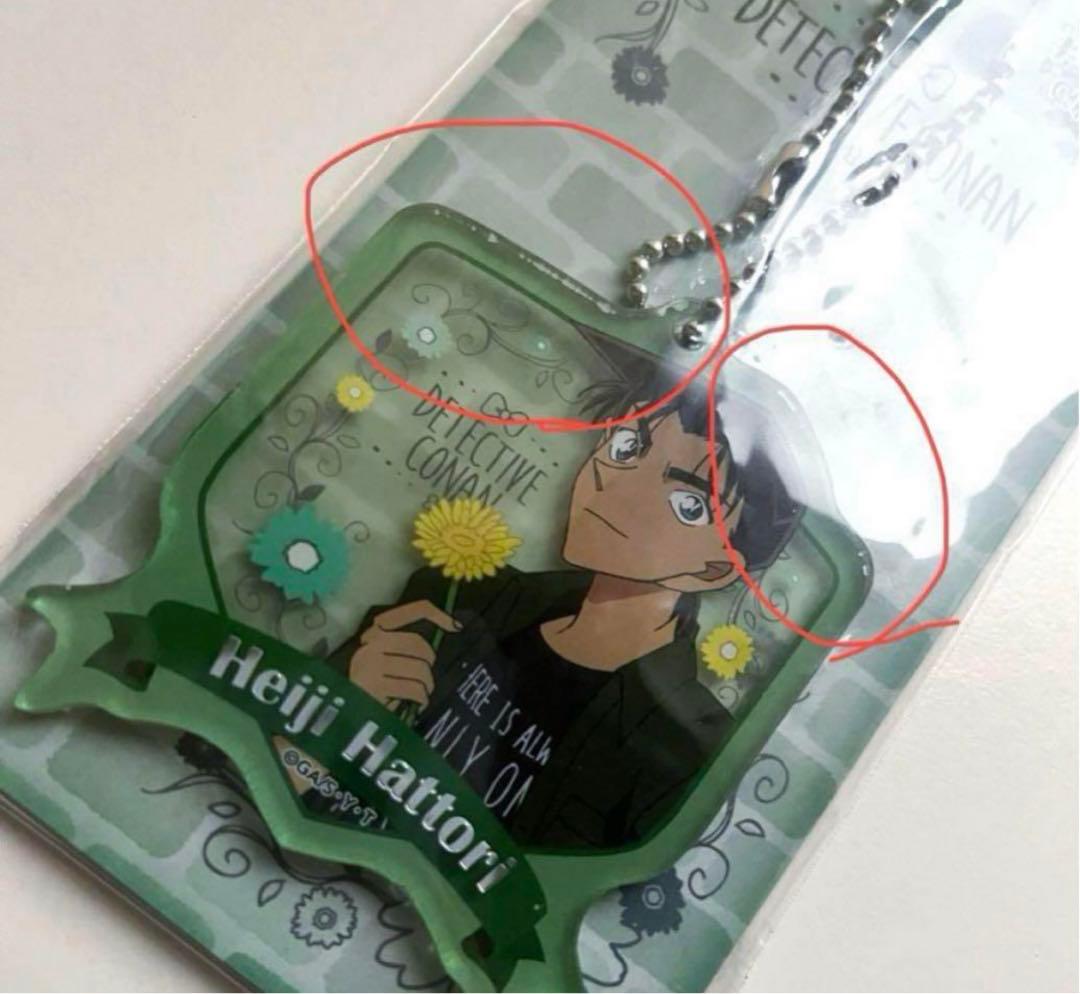 DETEC
F CONAN
DETECTIVE
CONAN
HERE IS ALW
NLY ON
Heiji Hattori
©GA/S・Y・T